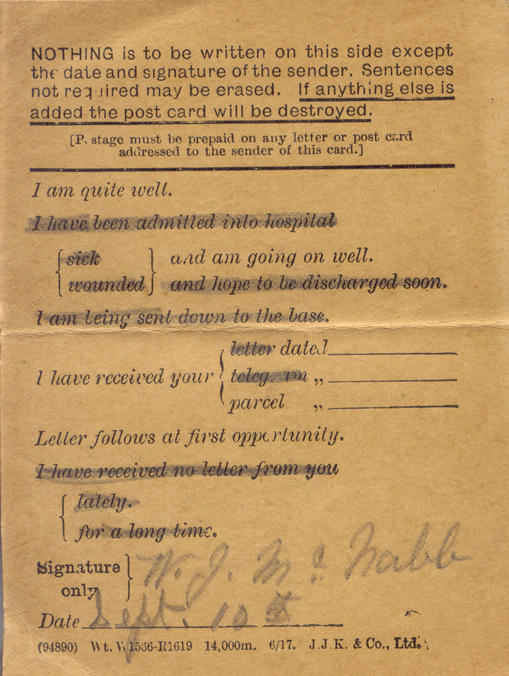 NOTHING is to be written on this side except
the date and signature of the sender. Sentences
not required may be erased. If anything else is
added the post card will be destroyed.
[Postage must be prepaid on any letter or post card
addressed to the sender of this card.]
I am quite well.
I have been admitted into hospital
sick and am going on well.
wounded and hope to be discharged soon.
I am being sent down to the base.
letter dated
I have received your telegram „
parcel „
Letter follows at first opportunity.
I have received no letter from you
lately.
for a long time.
Signature only W. J. McNabb
Date Sept. 10th
(94890) Wt. W1536-R1619 14,000m. 6/17. J.J.K. & Co., Ltd.